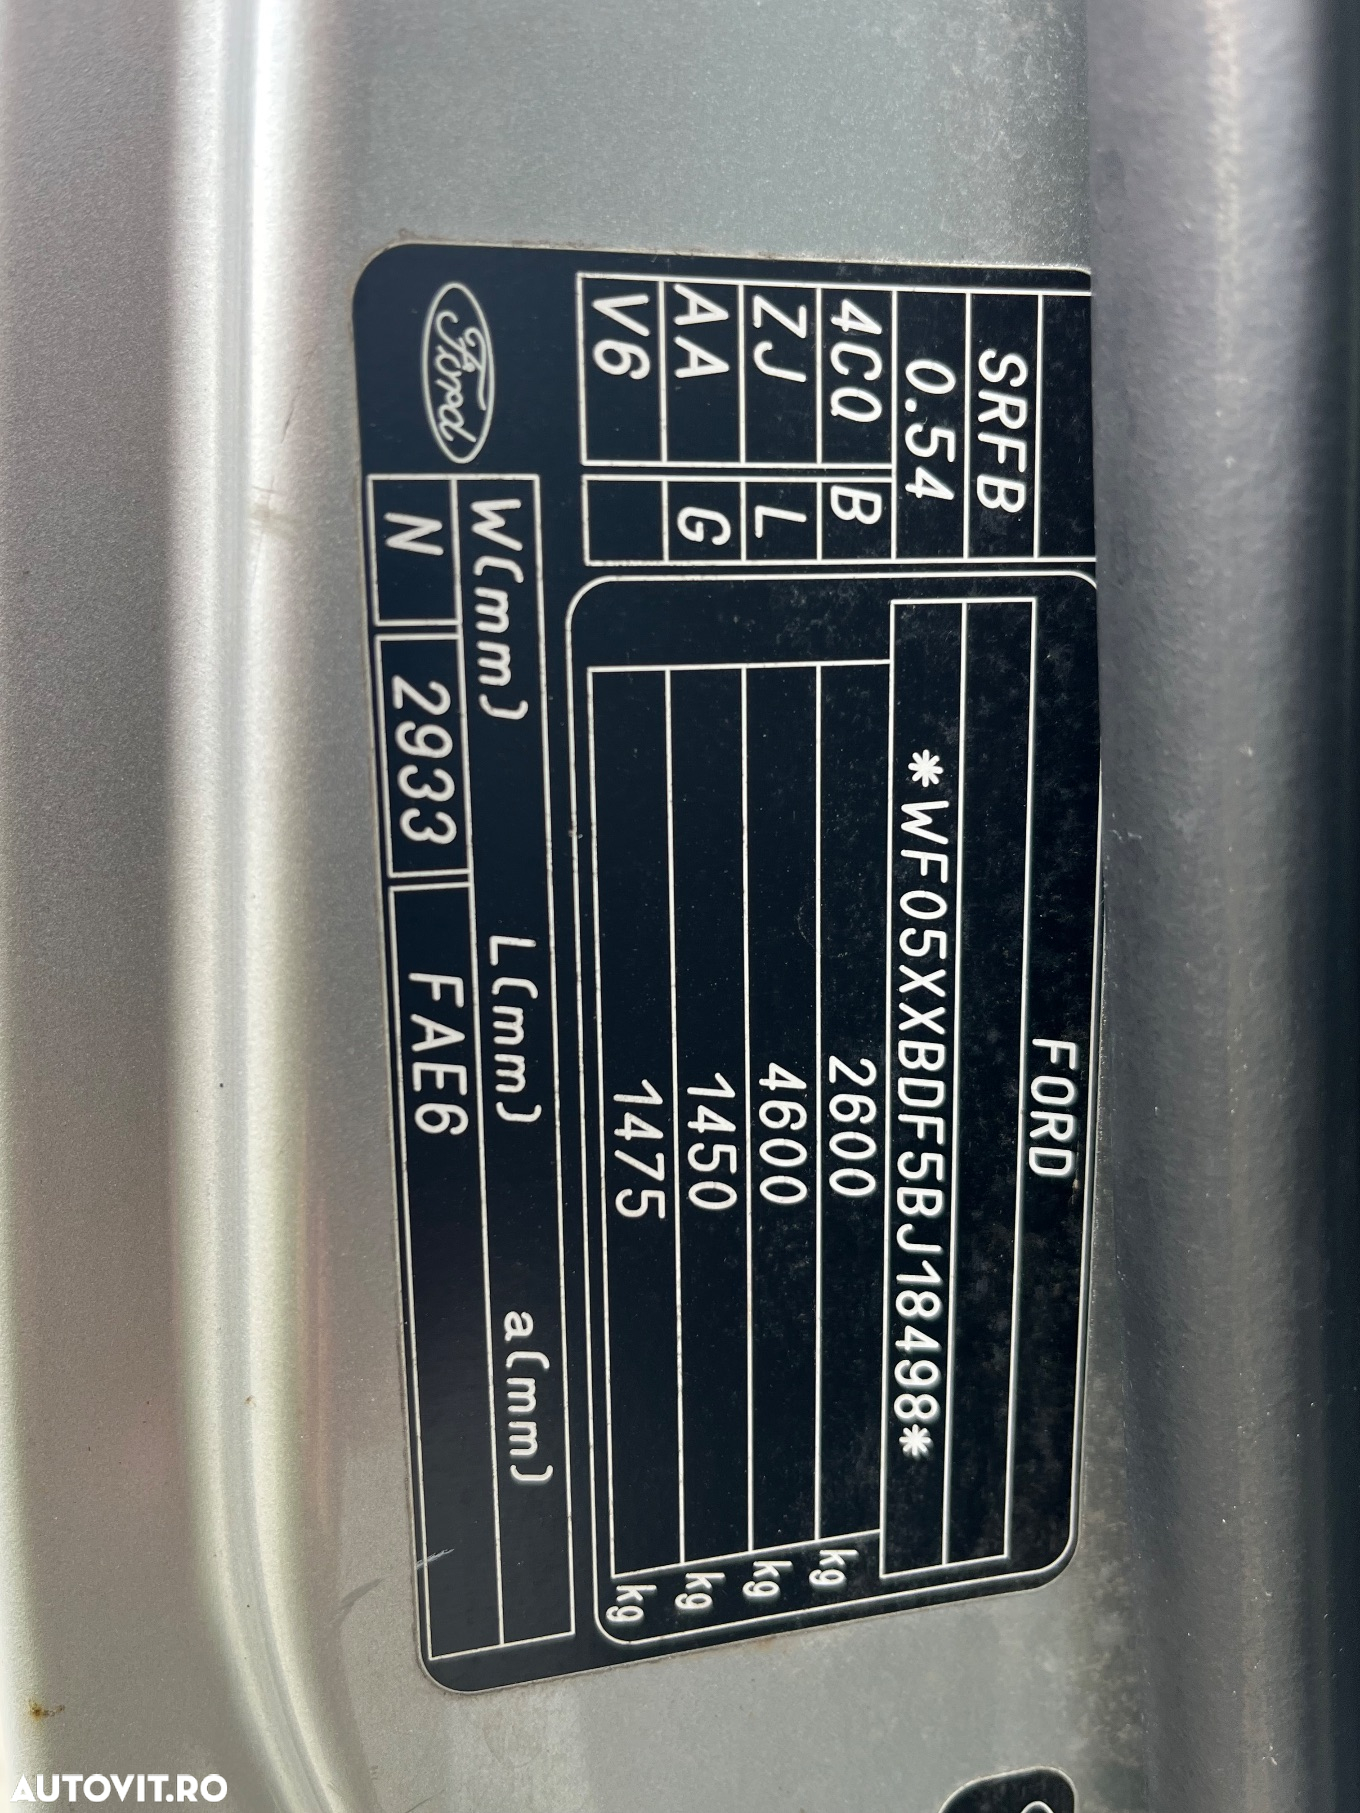 FORD
SRFB
0.54
*WF05XXBDF5BJ18498*
4CQ B
2600 kg
ZJ L
4600 kg
AA G
1450 kg
V6
1475 kg
W(mm) L(mm) a(mm)
Ford
N 2933 FAE6
AUTOVIT.RO